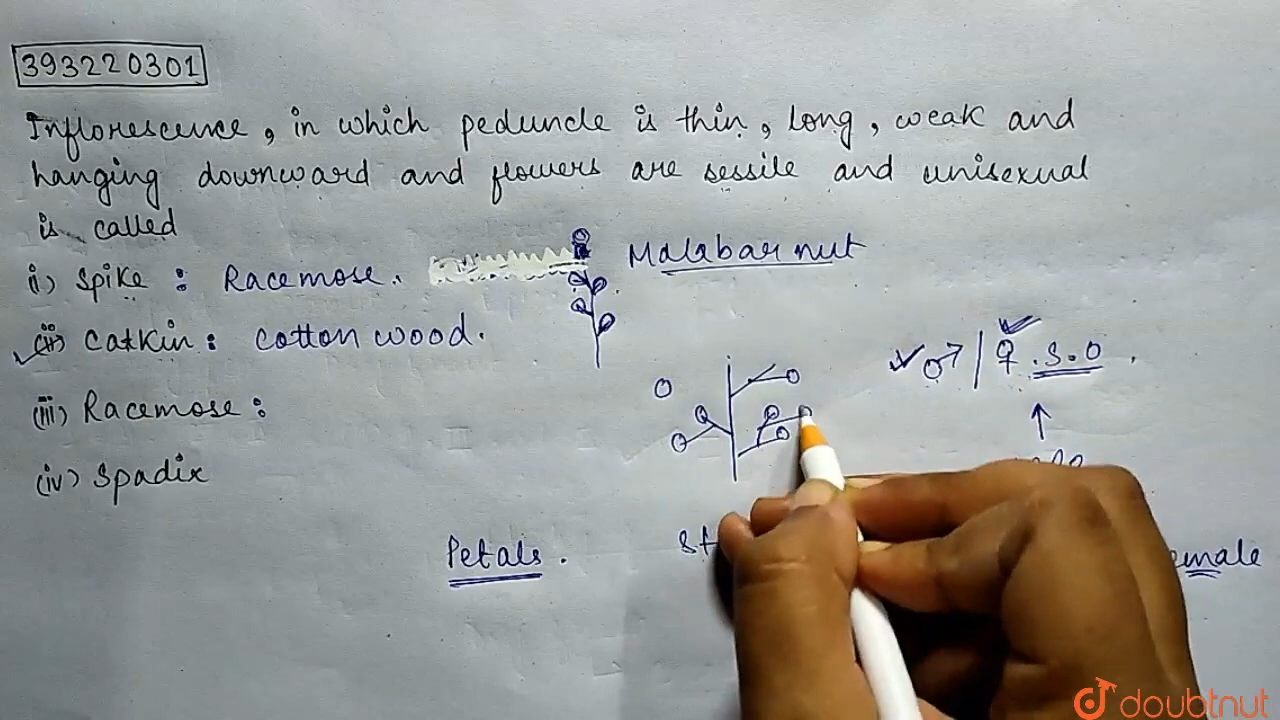 393220301
Inflorescence, in which peduncle is thin, long, weak and
hanging downward and flowers are sessile and unisexual
is called
(i) Spike : Racemose. Malabar nut
(ii) Catkin : Cotton wood.
♂ / ♀ . S.O .
(iii) Racemose :
(iv) Spadix
Petals .
doubtnut